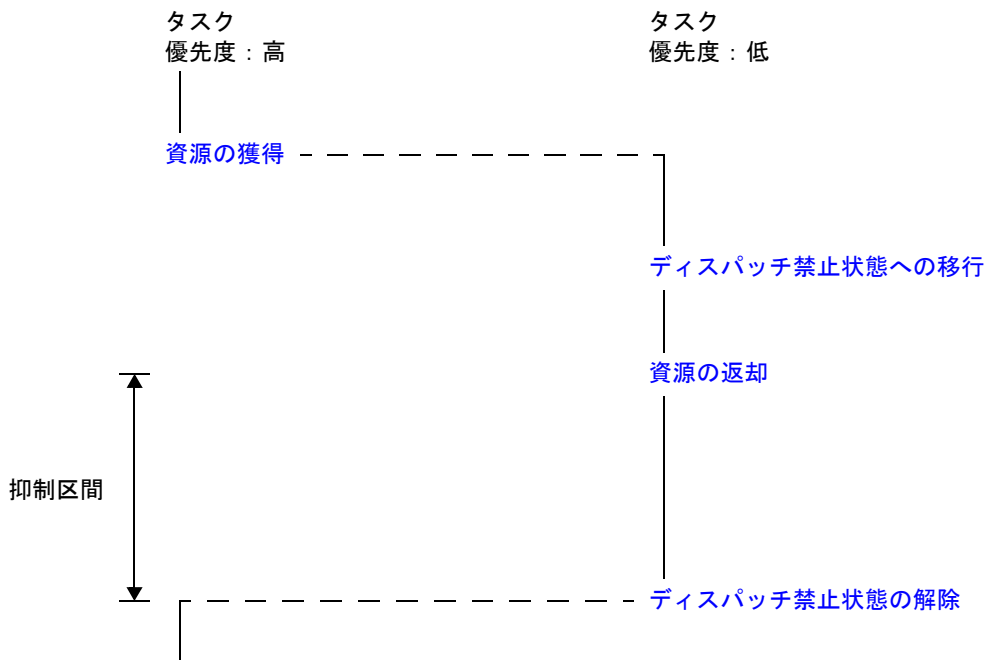 タスク
優先度：高
タスク
優先度：低
資源の獲得
ディスパッチ禁止状態への移行
資源の返却
抑制区間
ディスパッチ禁止状態の解除